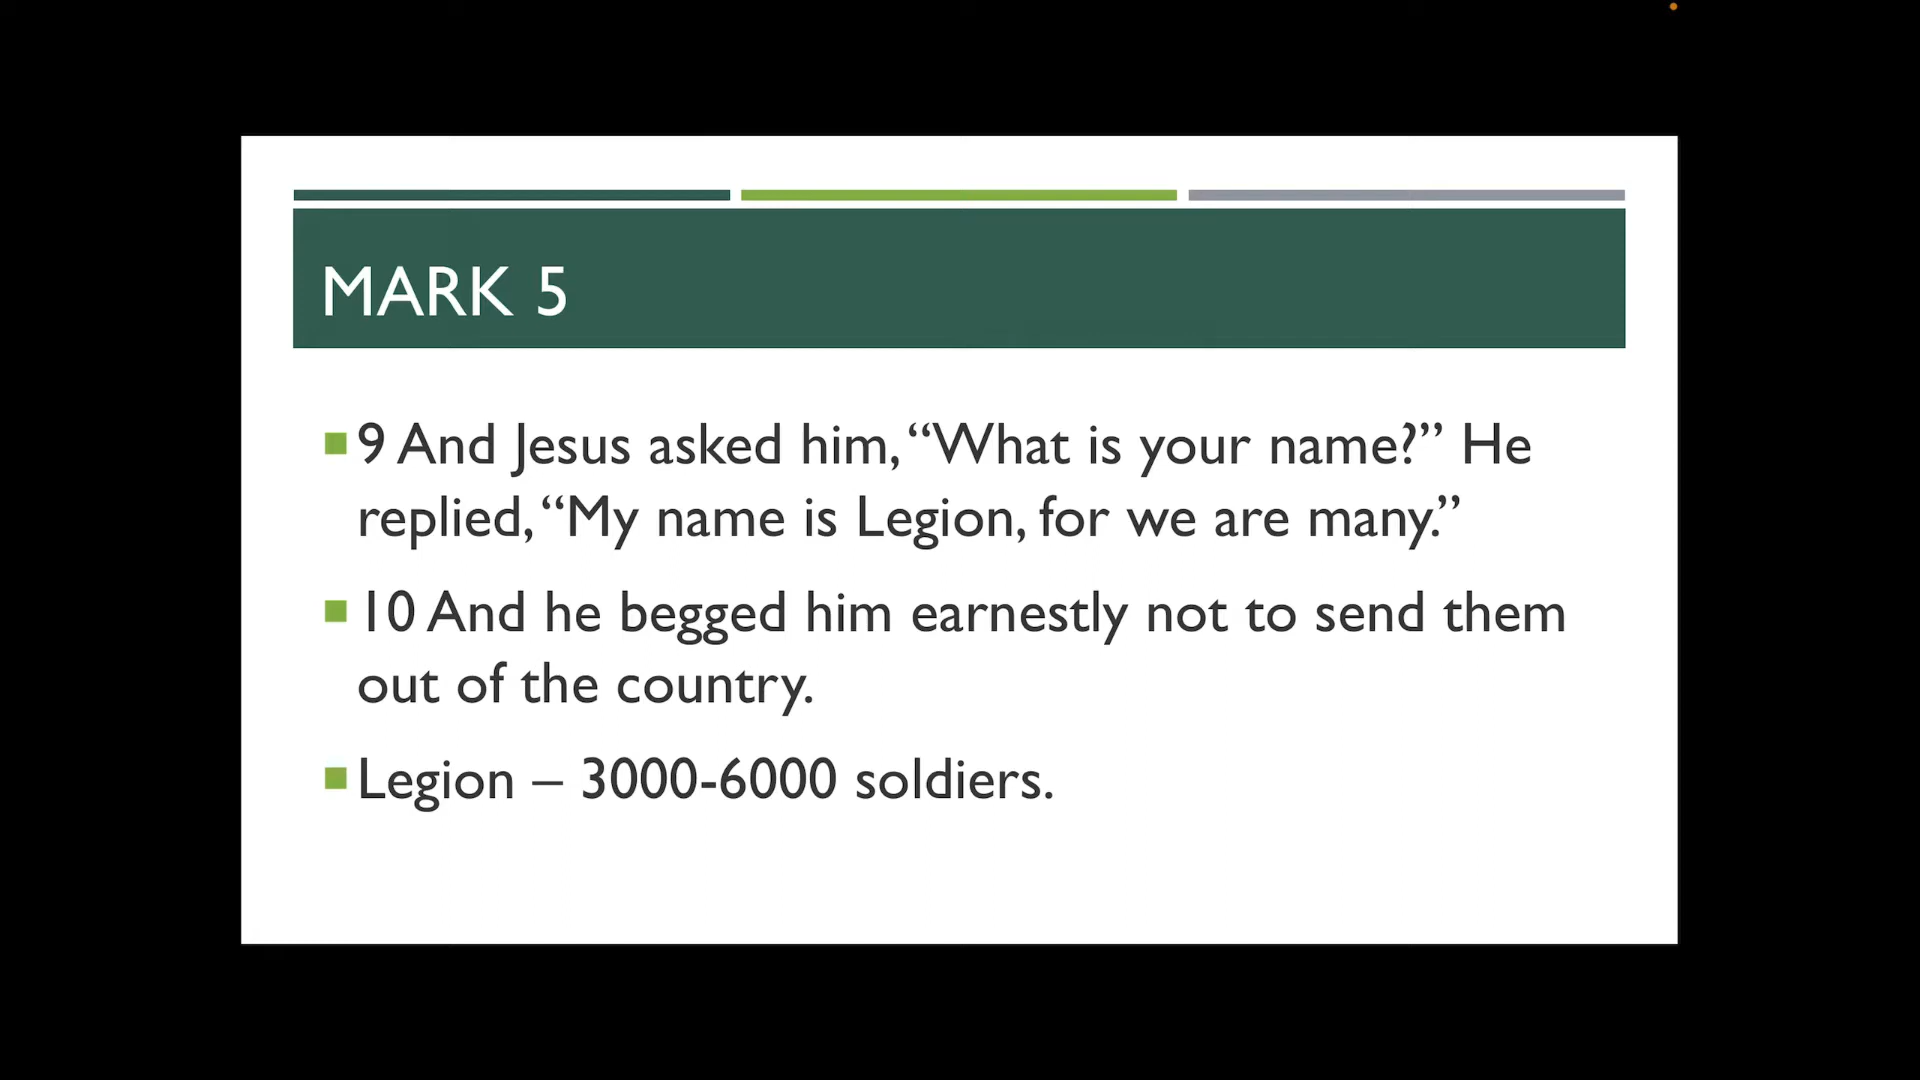 MARK 5
9 And Jesus asked him, “What is your name?” He
replied, “My name is Legion, for we are many.”
10 And he begged him earnestly not to send them
out of the country.
Legion – 3000-6000 soldiers.